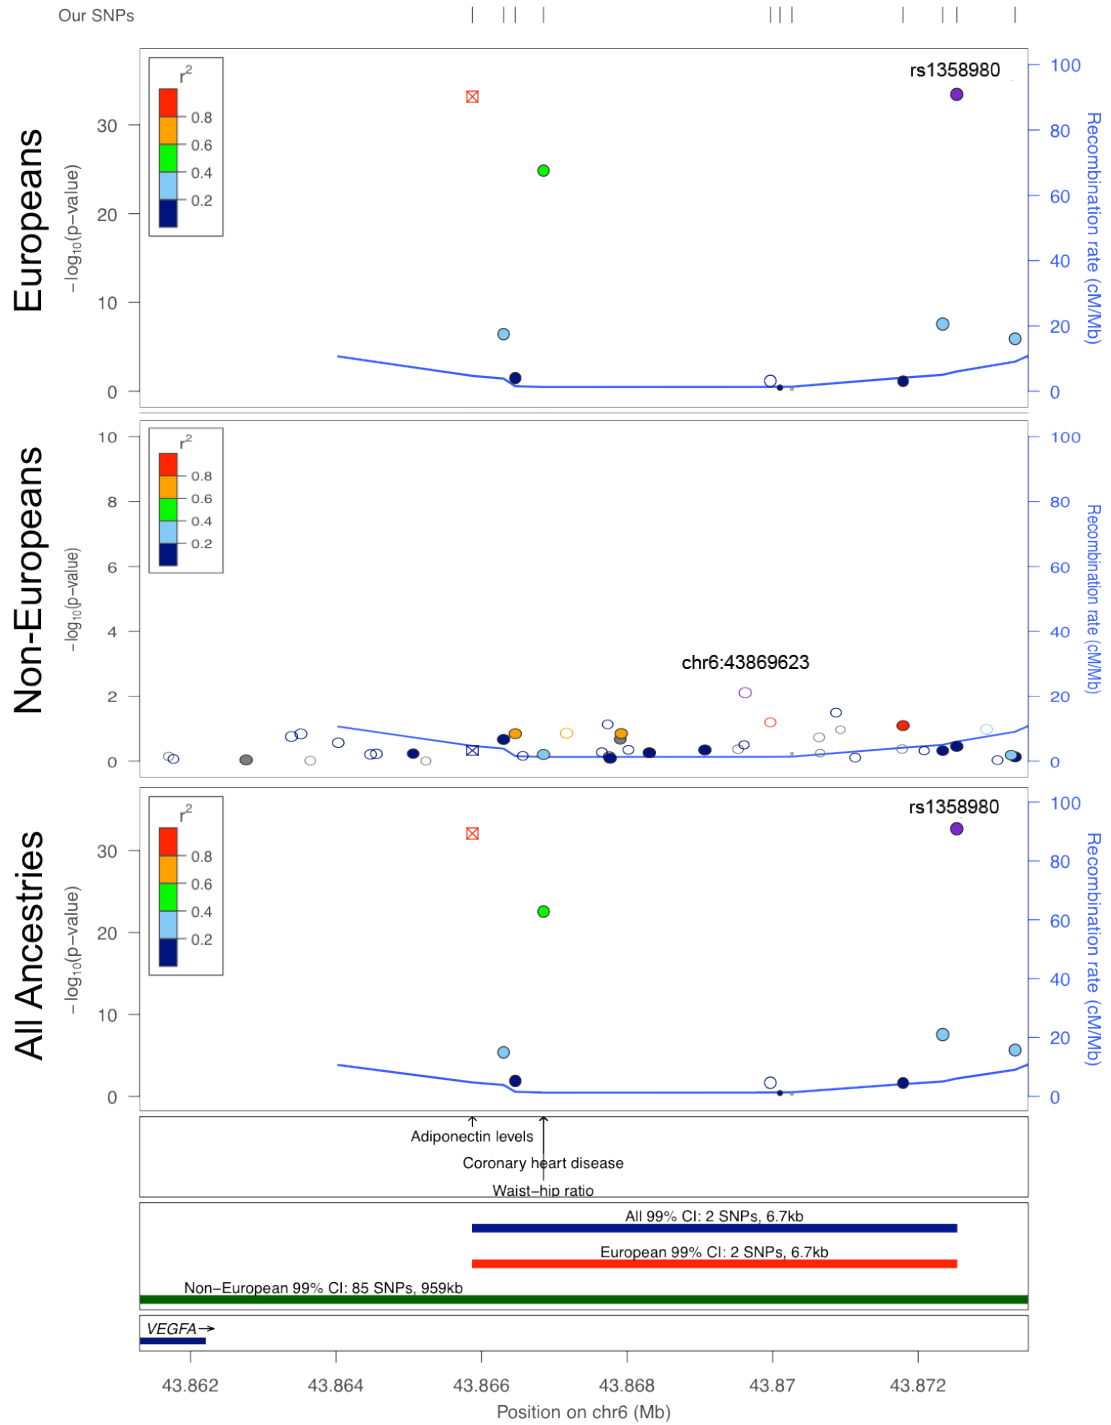 Our SNPs
Europeans
r2
0.8
0.6
0.4
0.2
30
20
10
0
−log10(p−value)
rs1358980
100
80
60
40
20
0
Recombination rate (cM/Mb)
Non-Europeans
r2
0.8
0.6
0.4
0.2
10
8
6
4
2
0
−log10(p−value)
chr6:43869623
100
80
60
40
20
0
Recombination rate (cM/Mb)
All Ancestries
r2
0.8
0.6
0.4
0.2
30
20
10
0
−log10(p−value)
rs1358980
100
80
60
40
20
0
Recombination rate (cM/Mb)
Adiponectin levels
Coronary heart disease
Waist−hip ratio
All 99% CI: 2 SNPs, 6.7kb
European 99% CI: 2 SNPs, 6.7kb
Non−European 99% CI: 85 SNPs, 959kb
VEGFA→
43.862 43.864 43.866 43.868 43.87 43.872
Position on chr6 (Mb)